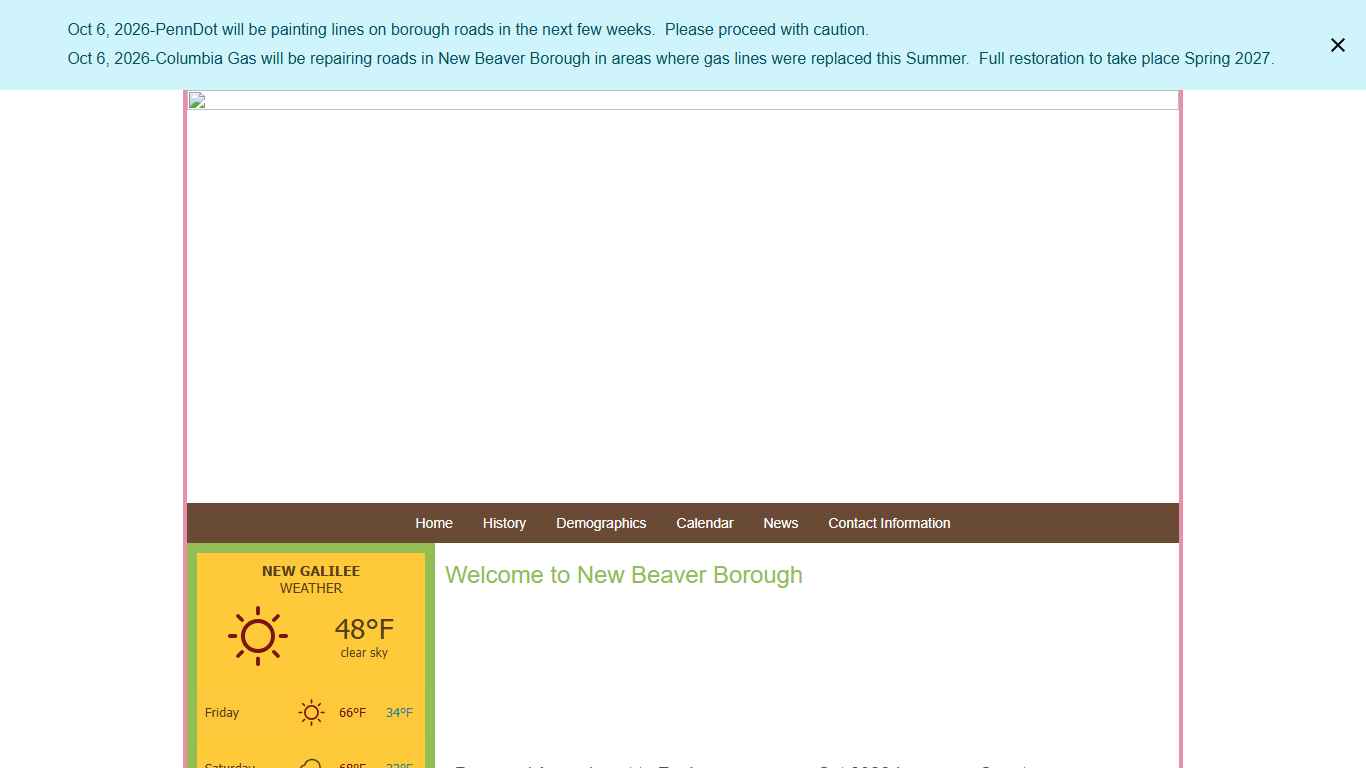 Oct 6, 2026-PennDot will be painting lines on borough roads in the next few weeks.  Please proceed with caution.
Oct 6, 2026-Columbia Gas will be repairing roads in New Beaver Borough in areas where gas lines were replaced this Summer.  Full restoration to take place Spring 2027.
Home History Demographics Calendar News Contact Information
NEW GALILEE
WEATHER
48°F
clear sky
Friday 66°F 34°F
Saturday 68°F
Welcome to New Beaver Borough